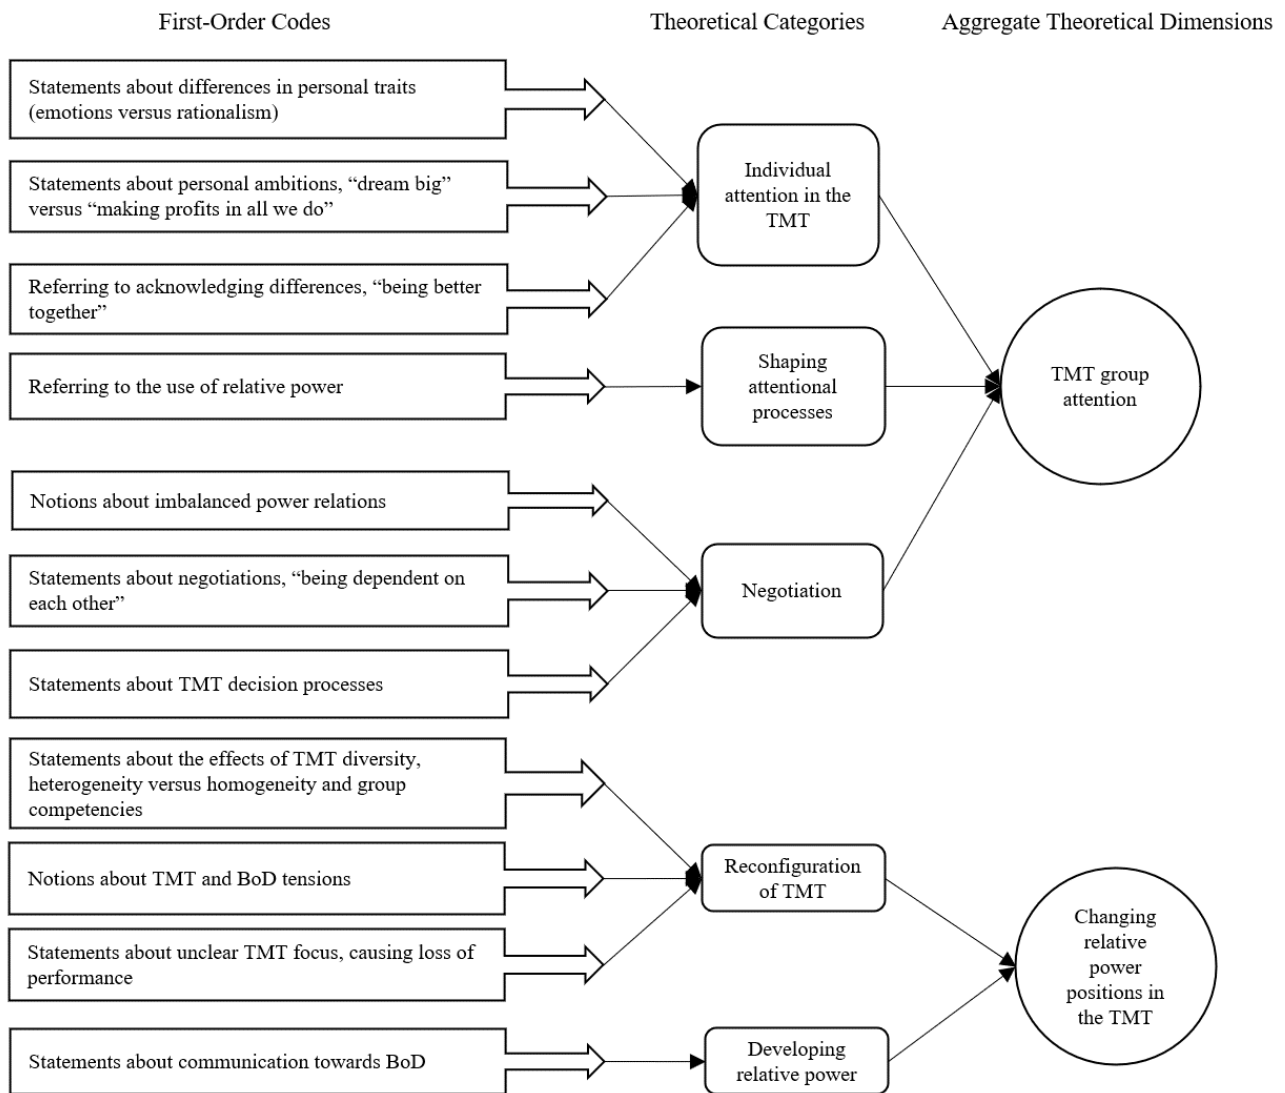 First-Order Codes
Theoretical Categories
Aggregate Theoretical Dimensions
Statements about differences in personal traits
(emotions versus rationalism)
Statements about personal ambitions, “dream big”
versus “making profits in all we do”
Referring to acknowledging differences, “being better
together”
Referring to the use of relative power
Notions about imbalanced power relations
Statements about negotiations, “being dependent on
each other”
Statements about TMT decision processes
Statements about the effects of TMT diversity,
heterogeneity versus homogeneity and group
competencies
Notions about TMT and BoD tensions
Statements about unclear TMT focus, causing loss of
performance
Statements about communication towards BoD
Individual
attention in the
TMT
Shaping
attentional
processes
Negotiation
Reconfiguration
of TMT
Developing
relative power
TMT group
attention
Changing
relative
power
positions in
the TMT